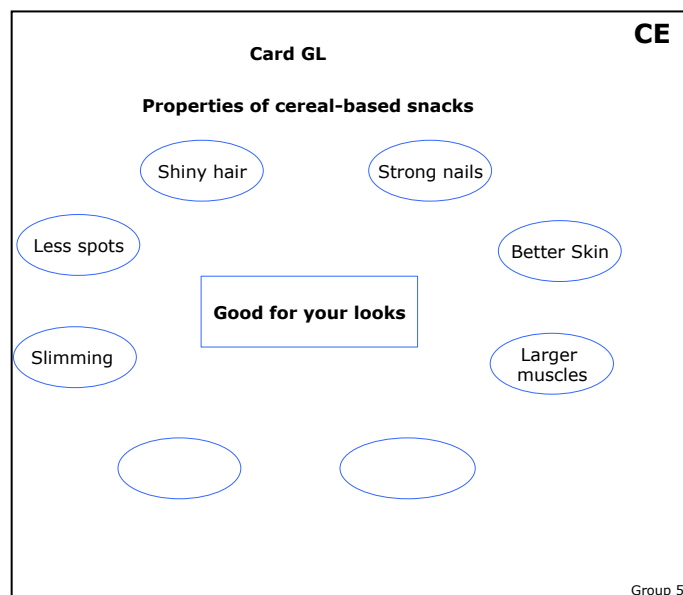 CE
Card GL
Properties of cereal-based snacks
Shiny hair
Strong nails
Less spots
Better Skin
Good for your looks
Slimming
Larger
muscles
Group 5